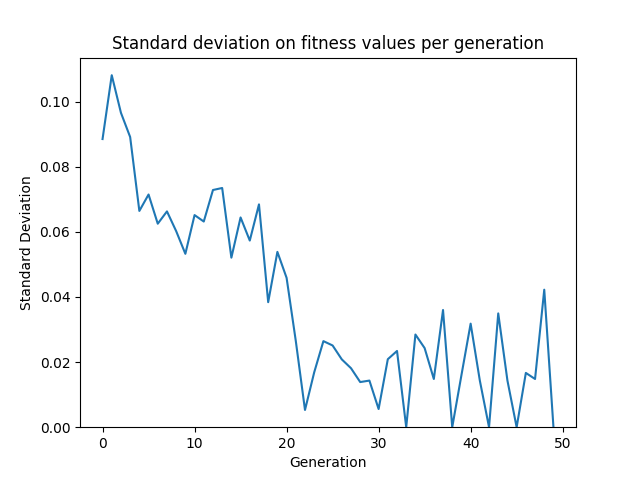 Standard deviation on fitness values per generation
Standard Deviation
0.10
0.08
0.06
0.04
0.02
0.00
0 10 20 30 40 50
Generation